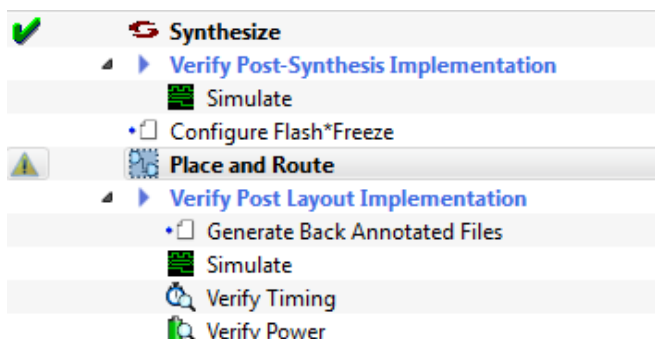 Synthesize
Verify Post-Synthesis Implementation
Simulate
Configure Flash*Freeze
Place and Route
Verify Post Layout Implementation
Generate Back Annotated Files
Simulate
Verify Timing
Verify Power